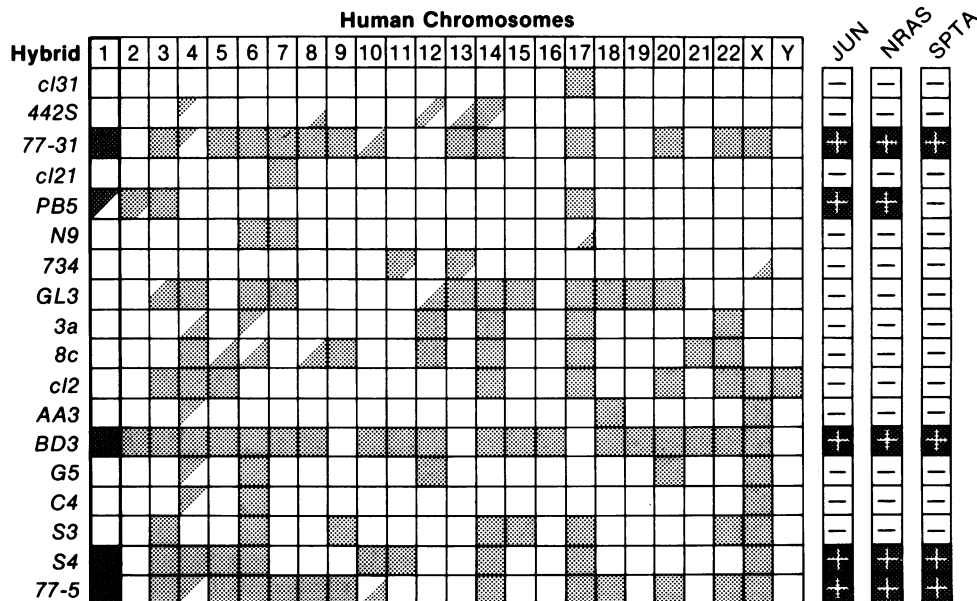 Human Chromosomes
JUN NRAS SPTA
Hybrid 1 2 3 4 5 6 7 8 9 10 11 12 13 14 15 16 17 18 19 20 21 22 X Y
cl31 − − −
442S − − −
77-31 + + +
cl21 − − −
PB5 + + −
N9 − − −
734 − − −
GL3 − − −
3a − − −
8c − − −
cl2 − − −
AA3 − − −
BD3 + + +
G5 − − −
C4 − − −
S3 − − −
S4 + + +
77-5 + + +